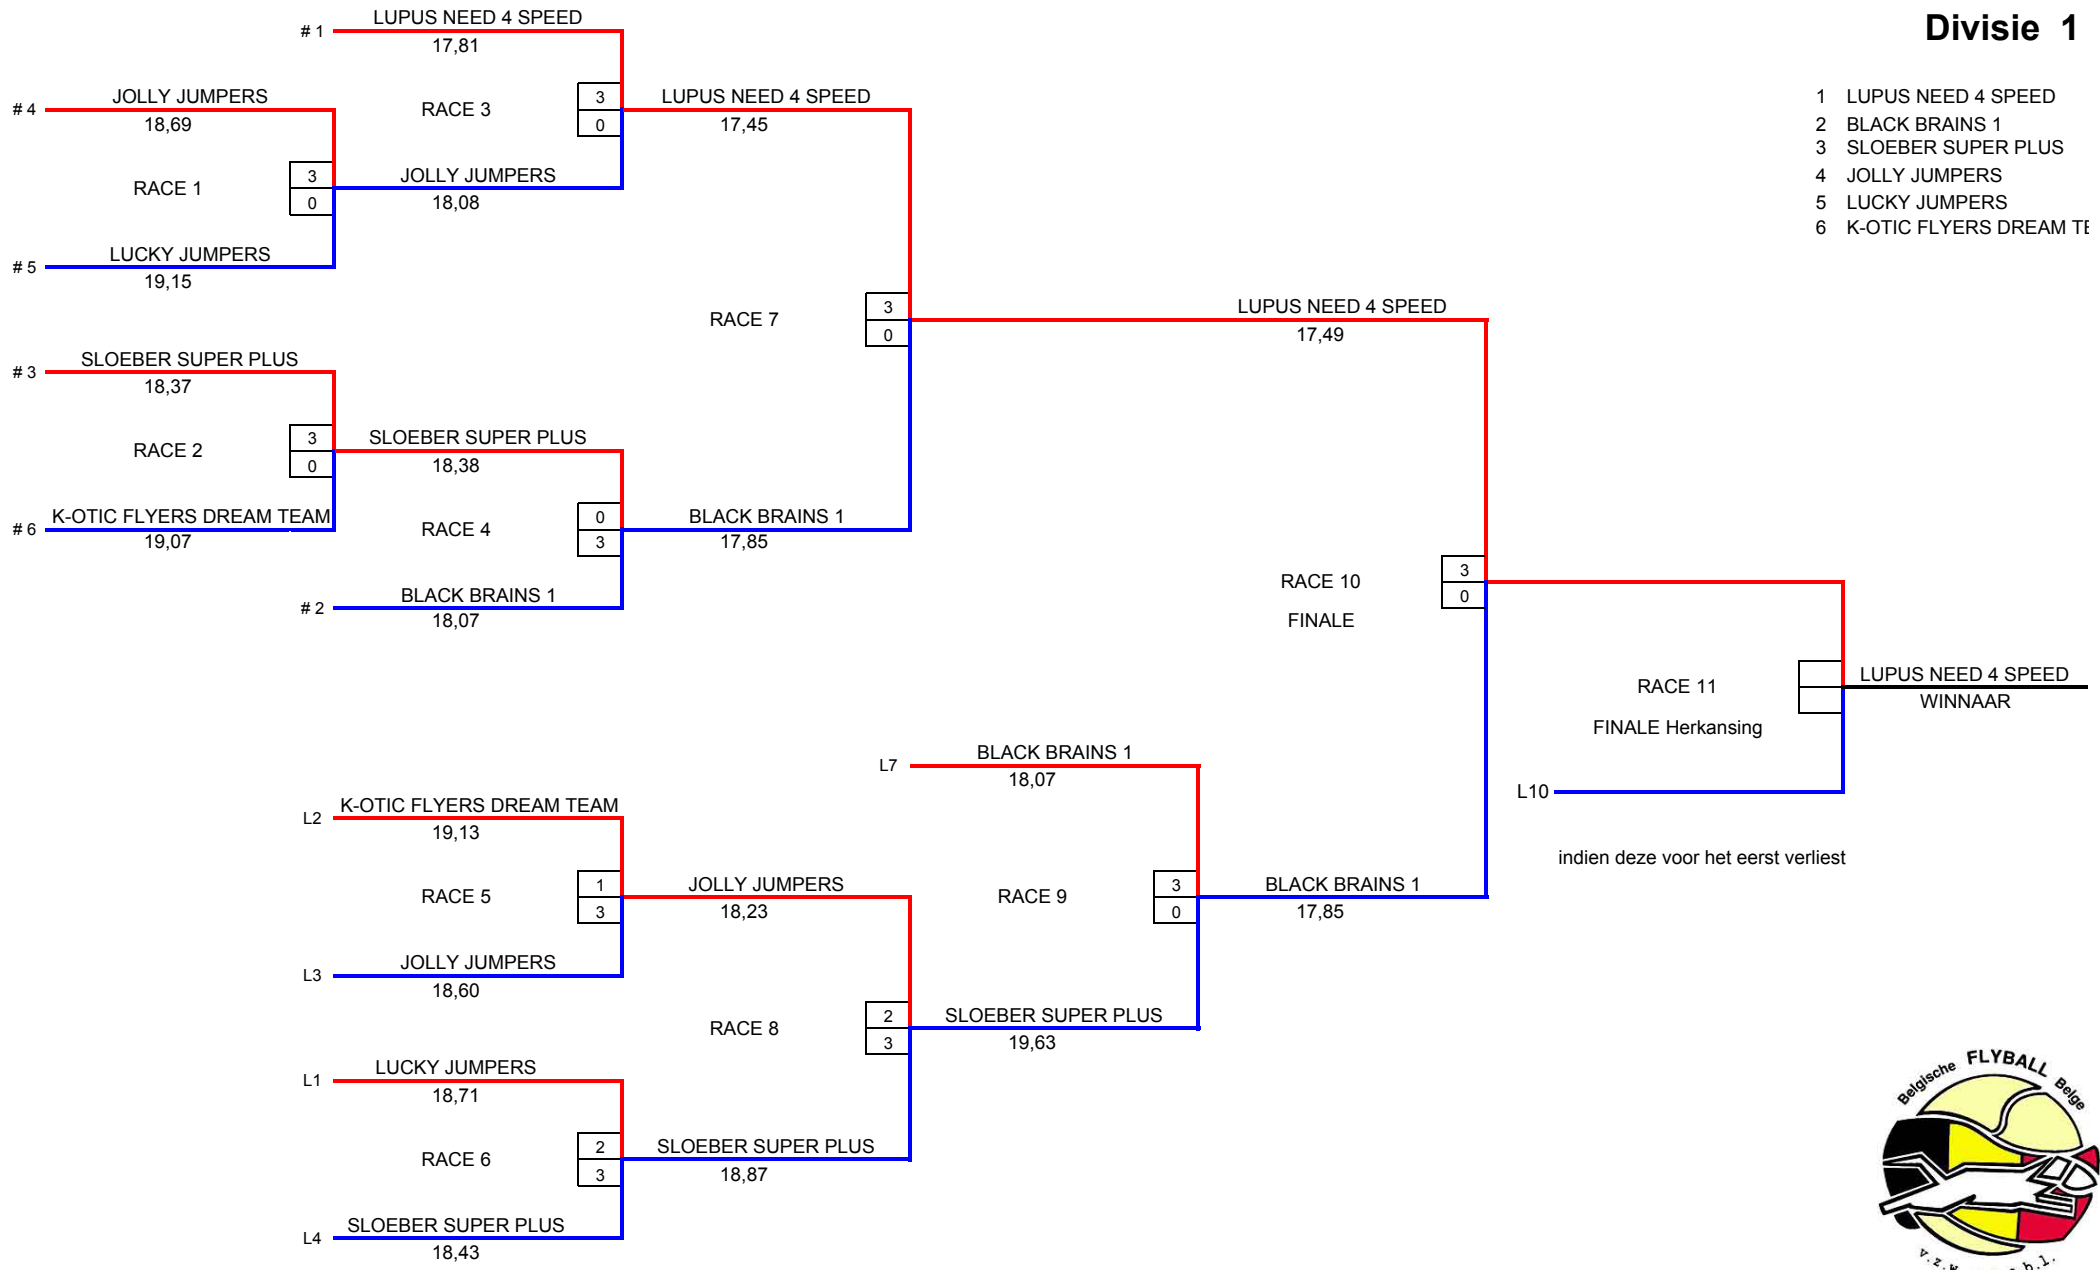 Divisie 1
1 LUPUS NEED 4 SPEED
2 BLACK BRAINS 1
3 SLOEBER SUPER PLUS
4 JOLLY JUMPERS
5 LUCKY JUMPERS
6 K-OTIC FLYERS DREAM TE
# 1 LUPUS NEED 4 SPEED
17,81
# 4 JOLLY JUMPERS
18,69
RACE 3
3
0
LUPUS NEED 4 SPEED
17,45
RACE 1
3
0
JOLLY JUMPERS
18,08
# 5 LUCKY JUMPERS
19,15
RACE 7
3
0
LUPUS NEED 4 SPEED
17,49
# 3 SLOEBER SUPER PLUS
18,37
RACE 2
3
0
SLOEBER SUPER PLUS
18,38
# 6 K-OTIC FLYERS DREAM TEAM
19,07
RACE 4
0
3
BLACK BRAINS 1
17,85
# 2 BLACK BRAINS 1
18,07
RACE 10
FINALE
3
0
RACE 11
FINALE Herkansing
LUPUS NEED 4 SPEED
WINNAAR
L7 BLACK BRAINS 1
18,07
L10
indien deze voor het eerst verliest
L2 K-OTIC FLYERS DREAM TEAM
19,13
RACE 5
1
3
JOLLY JUMPERS
18,23
RACE 9
3
0
BLACK BRAINS 1
17,85
L3 JOLLY JUMPERS
18,60
RACE 8
2
3
SLOEBER SUPER PLUS
19,63
L1 LUCKY JUMPERS
18,71
RACE 6
2
3
SLOEBER SUPER PLUS
18,87
L4 SLOEBER SUPER PLUS
18,43
Belgische FLYBALL Belge